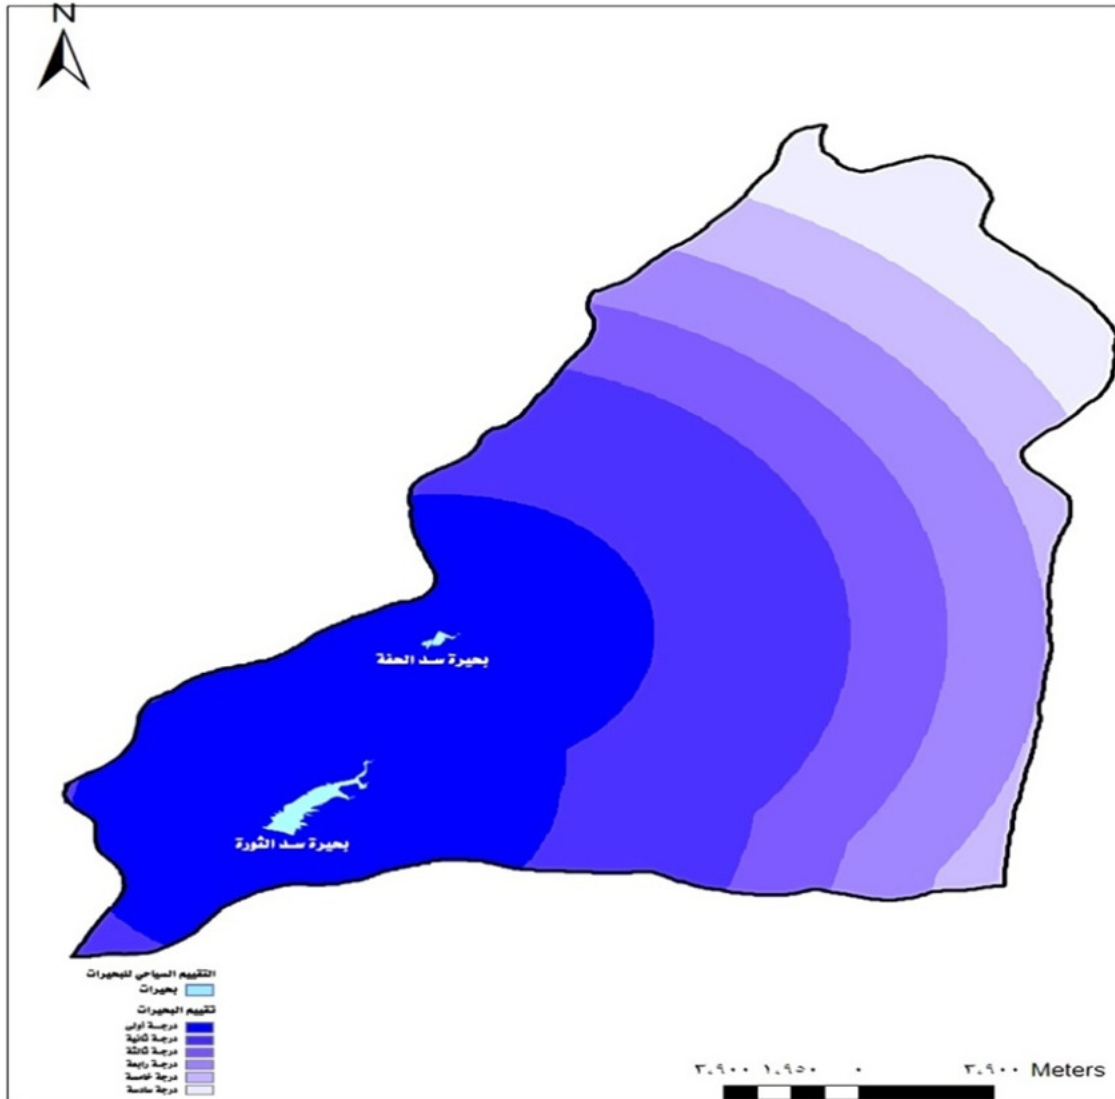 N
بحيرة سد الحفة
بحيرة سد الثورة
التقييم السياحي للبحيرات
بحيرات
تقييم البحيرات
درجة أولى
درجة ثانية
درجة ثالثة
درجة رابعة
درجة خامسة
درجة سادسة
٣،٩٠٠ ١،٩٥٠ ٠ ٣،٩٠٠ Meters